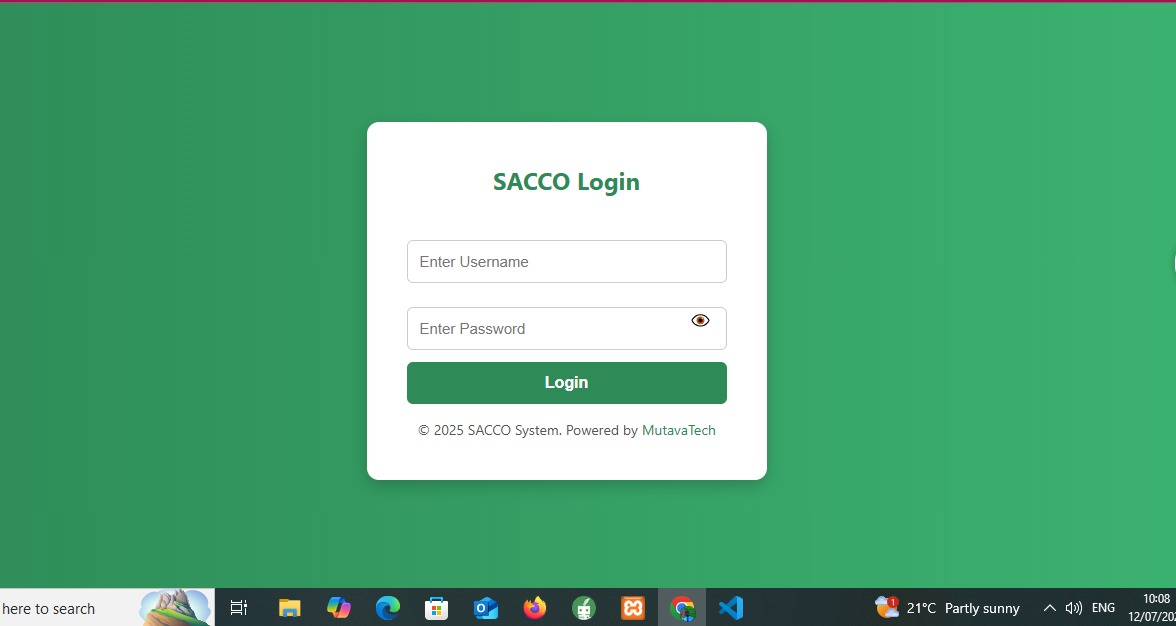 SACCO Login
Enter Username
Enter Password
Login
© 2025 SACCO System. Powered by MutavaTech
here to search
1
21°C Partly sunny
ENG
10:08
12/07/20